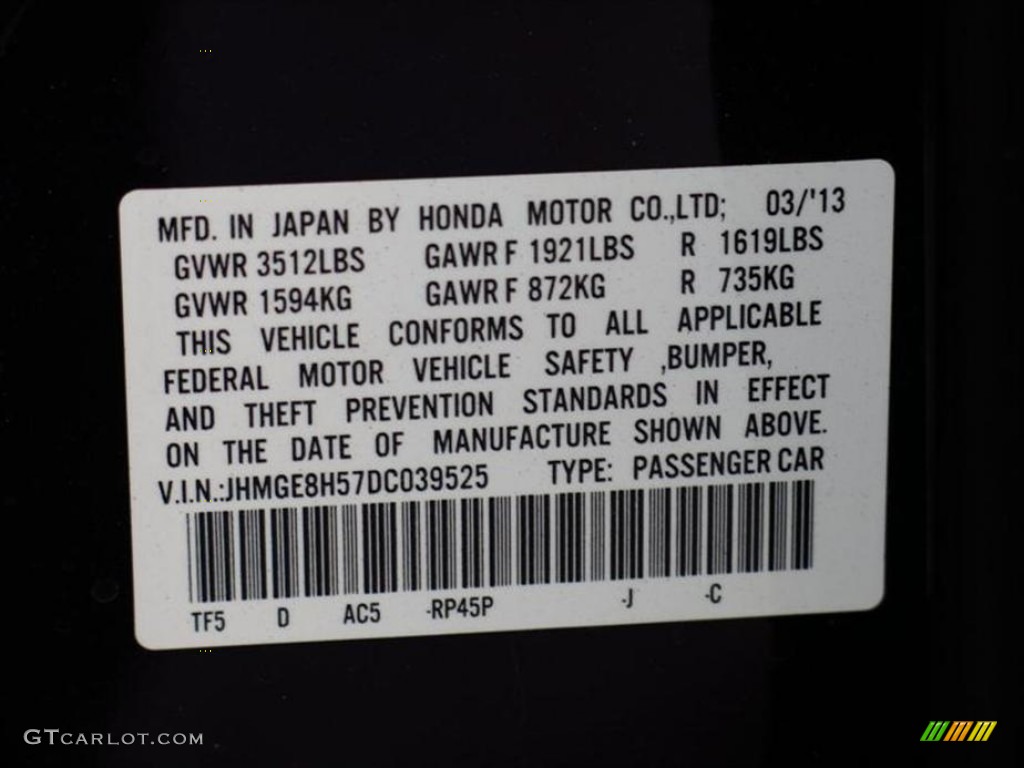 MFD. IN JAPAN BY HONDA MOTOR CO.,LTD; 03/'13
GVWR 3512LBS GAWR F 1921LBS R 1619LBS
GVWR 1594KG GAWR F 872KG R 735KG
THIS VEHICLE CONFORMS TO ALL APPLICABLE
FEDERAL MOTOR VEHICLE SAFETY ,BUMPER,
AND THEFT PREVENTION STANDARDS IN EFFECT
ON THE DATE OF MANUFACTURE SHOWN ABOVE.
V.I.N.:JHMGE8H57DC039525 TYPE: PASSENGER CAR
TF5 D AC5 -RP45P -J -C
GTCARLOT.COM